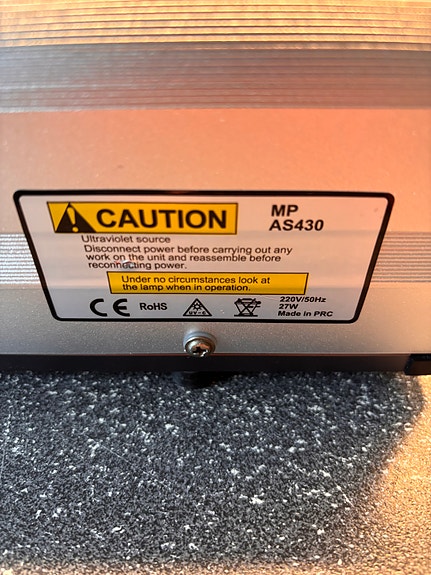 CAUTION
MP
AS430
Ultraviolet source
Disconnect power before carrying out any
work on the unit and reassemble before
reconnecting power.
Under no circumstances look at
the lamp when in operation.
CE RoHS
220V/50Hz
27W
Made in PRC